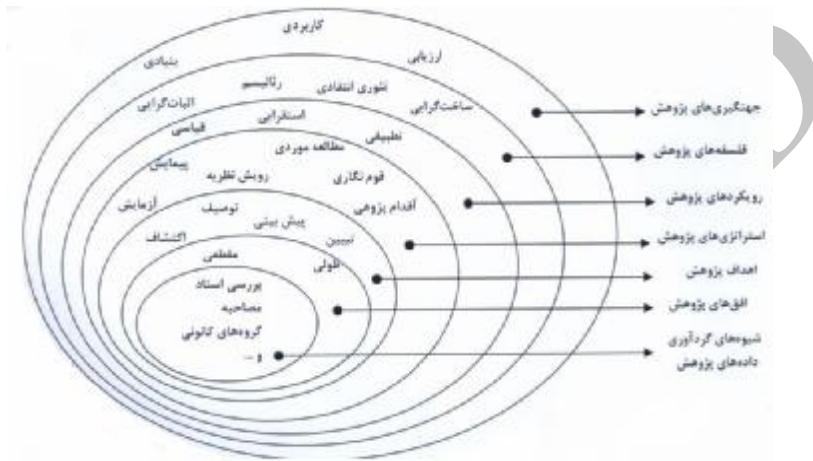 کاربردی
ارزیابی
بنیادی
تئوری انتقادی
رئالیسم
ساخت‌گرایی
اثبات‌گرایی
استقرایی
قیاسی
تطبیقی
مطالعه موردی
پیمایش
رویش نظریه
قوم نگاری
آزمایش
توصیف
اقدام پژوهی
پیش بینی
اکتشاف
تبیین
مقطعی
طولی
بررسی اسناد
مصاحبه
گروه‌های کانونی
و ...
جهتگیری‌های پژوهش
فلسفه‌های پژوهش
رویکردهای پژوهش
استراتژی‌های پژوهش
اهداف پژوهش
افق‌های پژوهش
شیوه‌های گردآوری
داده‌های پژوهش